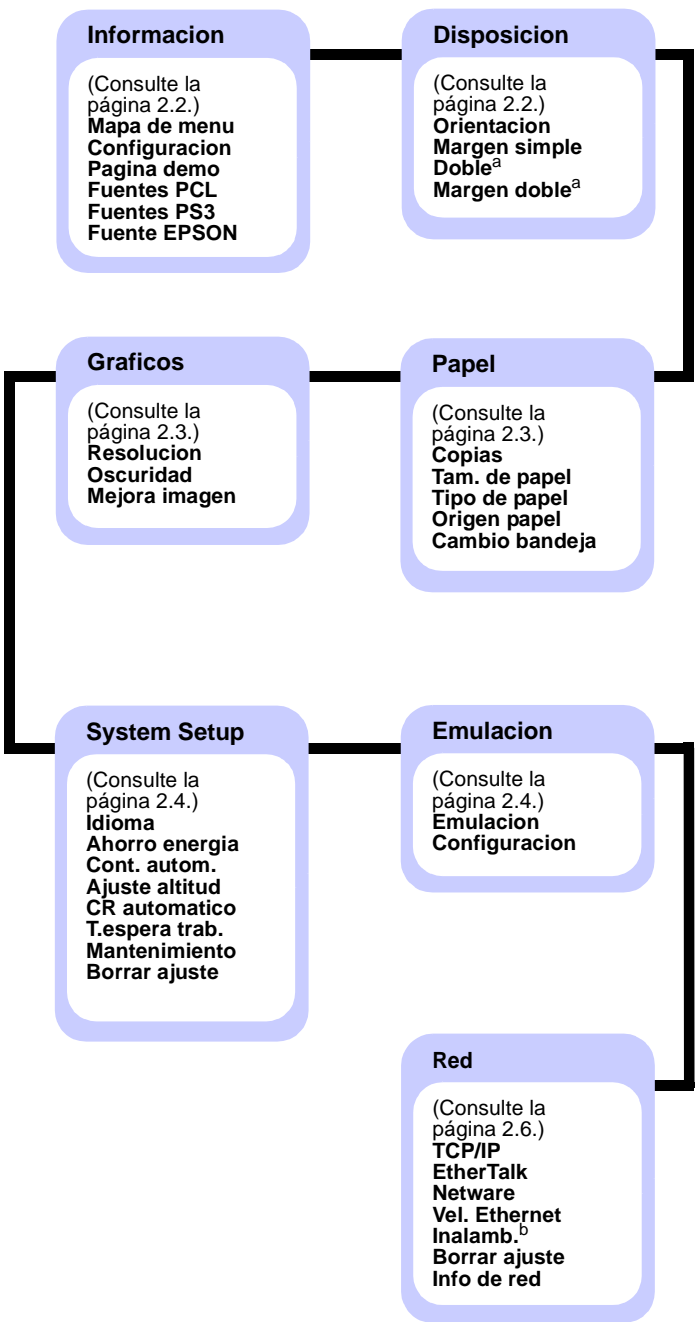 Informacion
(Consulte la
página 2.2.)
Mapa de menu
Configuracion
Pagina demo
Fuentes PCL
Fuentes PS3
Fuente EPSON
Disposicion
(Consulte la
página 2.2.)
Orientacion
Margen simple
Doble a
Margen doble a
Graficos
(Consulte la
página 2.3.)
Resolucion
Oscuridad
Mejora imagen
Papel
(Consulte la
página 2.3.)
Copias
Tam. de papel
Tipo de papel
Origen papel
Cambio bandeja
System Setup
(Consulte la
página 2.4.)
Idioma
Ahorro energia
Cont. autom.
Ajuste altitud
CR automatico
T.espera trab.
Mantenimiento
Borrar ajuste
Emulacion
(Consulte la
página 2.4.)
Emulacion
Configuracion
Red
(Consulte la
página 2.6.)
TCP/IP
EtherTalk
Netware
Vel. Ethernet
Inalamb. b
Borrar ajuste
Info de red